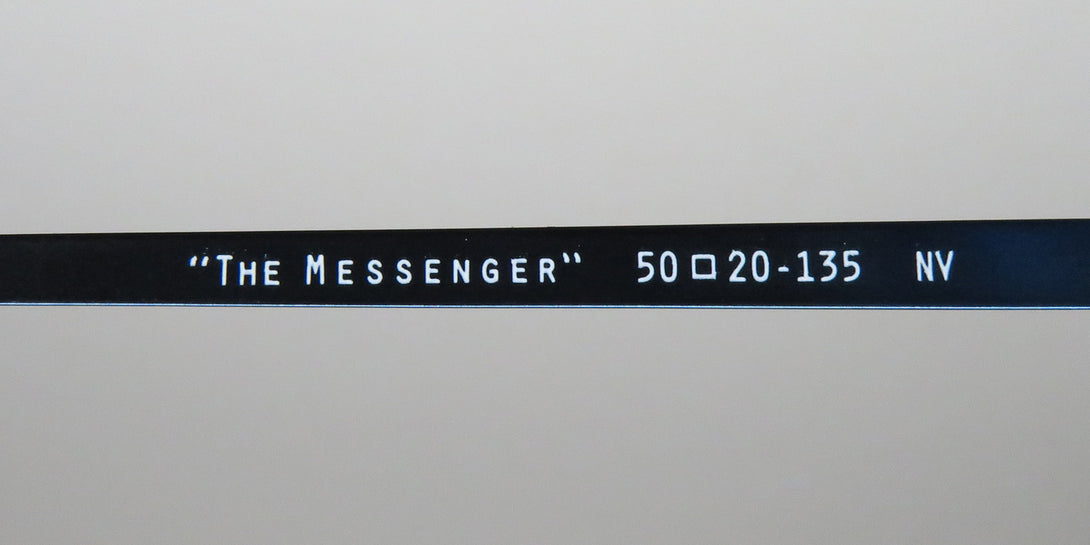 “THE MESSENGER” 50□20-135 NV